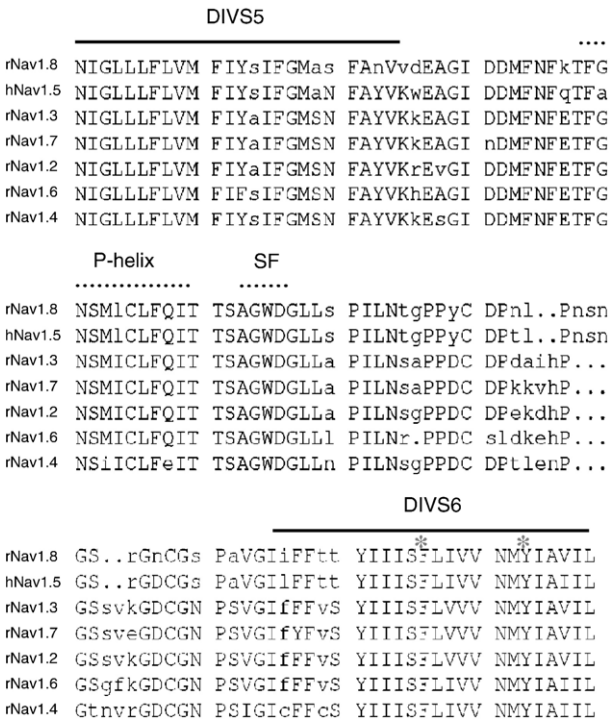 DIVS5
rNav1.8 NIGLLLFLVM FIYsIFGMas FAnVvdEAGI DDMFNFkTFG
hNav1.5 NIGLLLFLVM FIYsIFGMaN FAYVKwEAGI DDMFNFqTFa
rNav1.3 NIGLLLFLVM FIYaIFGMSN FAYVKkEAGI DDMFNFETFG
rNav1.7 NIGLLLFLVM FIYaIFGMSN FAYVKkEAGI nDMFNFETFG
rNav1.2 NIGLLLFLVM FIYaIFGMSN FAYVKrEvGI DDMFNFETFG
rNav1.6 NIGLLLFLVM FIFsIFGMSN FAYVKhEAGI DDMFNFETFG
rNav1.4 NIGLLLFLVM FIYsIFGMSN FAYVKkEsGI DDMFNFETFG
P-helix SF
rNav1.8 NSMlCLFQIT TSAGWDGLLs PILNtgPPyC DPnl..Pnsn
hNav1.5 NSMlCLFQIT TSAGWDGLLs PILNtgPPyC DPtl..Pnsn
rNav1.3 NSMICLFQIT TSAGWDGLLa PILNsaPPDC DPdaihP...
rNav1.7 NSMICLFQIT TSAGWDGLLa PILNsaPPDC DPkkvhP...
rNav1.2 NSMICLFQIT TSAGWDGLLa PILNsgPPDC DPekdhP...
rNav1.6 NSMICLFQIT TSAGWDGLLl PILNr.PPDC sldkehP...
rNav1.4 NSiICLFeIT TSAGWDGLLn PILNsgPPDC DPtlenP...
DIVS6
* *
rNav1.8 GS..rGnCGs PaVGIiFFtt YIIISFLIVV NMYIAVIL
hNav1.5 GS..rGDCGs PaVGIlFFtt YIIISFLIVV NMYIAVIL
rNav1.3 GSsvkGDCGN PSVGIfFFvS YIIISFLVVV NMYIAVIL
rNav1.7 GSsveGDCGN PSVGIfYFvS YIIISFLVVV NMYIAVIL
rNav1.2 GSsvkGDCGN PSVGIfFFvS YIIISFLVVV NMYIAIIL
rNav1.6 GSgfkGDCGN PSVGIfFFvS YIIISFLIVV NMYIAIIL
rNav1.4 GtnvrGDCGN PSIGIcFFcS YIIISFLIVV NMYIAIIL